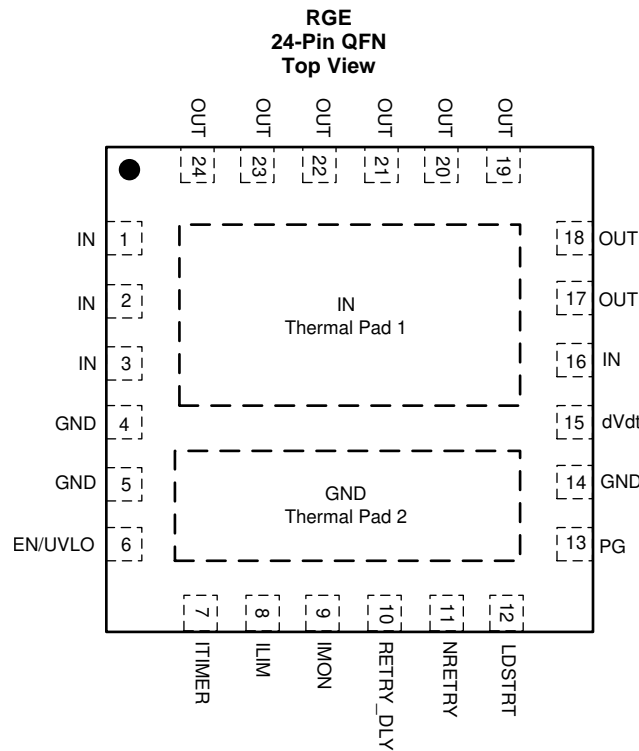 RGE
24-Pin QFN
Top View
OUT OUT OUT OUT OUT OUT
24 23 22 21 20 19
IN 1
18 OUT
IN 2
17 OUT
IN
Thermal Pad 1
IN 3
16 IN
GND 4
15 dVdt
GND 5
14 GND
GND
Thermal Pad 2
EN/UVLO 6
13 PG
7 8 9 10 11 12
ITIMER ILIM IMON RETRY_DLY NRETRY LDSTRT